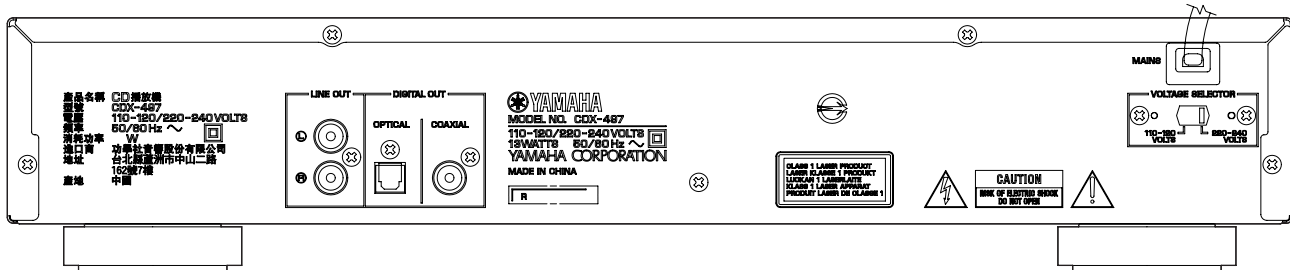 產品名稱 CD播放機
型號 CDX-497
電壓 110-120/220-240VOLTS
頻率 50/60Hz ～
消耗功率 W
進口商 功學社音響股份有限公司
地址 台北縣蘆洲市中山二路
162號7樓
產地 中國
LINE OUT
L
R
DIGITAL OUT
OPTICAL
COAXIAL
YAMAHA
MODEL NO. CDX-497
110-120/220-240VOLTS
13WATTS 50/60Hz ～
YAMAHA CORPORATION
MADE IN CHINA
R
CLASS 1 LASER PRODUCT
LASER KLASSE 1 PRODUKT
LUOKAN 1 LASERLAITE
KLASS 1 LASER APPARAT
PRODUIT LASER DE CLASSE 1
CAUTION
RISK OF ELECTRIC SHOCK
DO NOT OPEN
MAINS
VOLTAGE SELECTOR
110-120
VOLTS
220-240
VOLTS